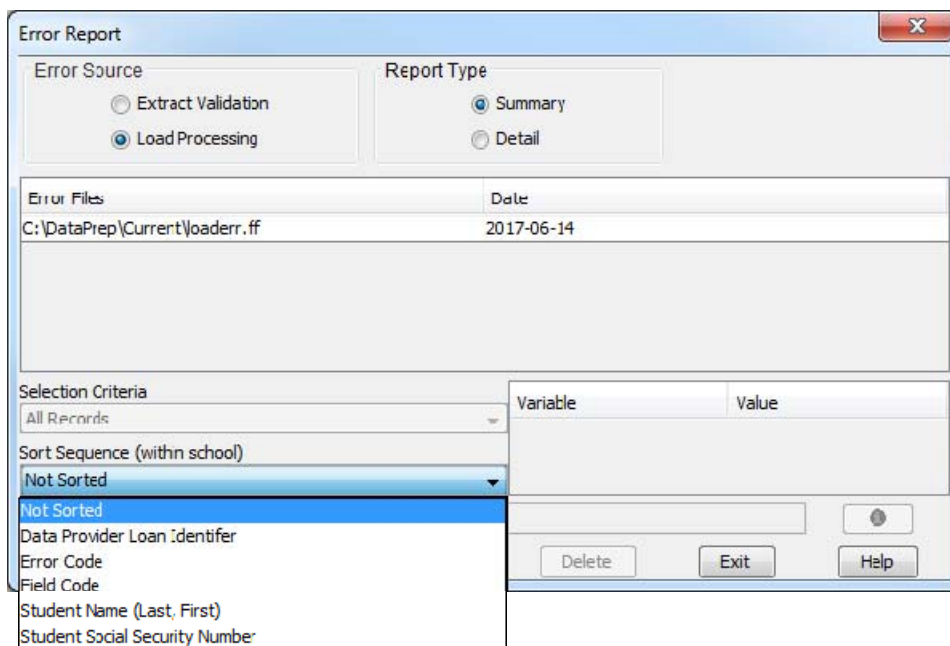 Error Report
Error Source
Report Type
Extract Validation
Summary
Load Processing
Detail
Error Files Date
C:\DataPrep\Current\loaderr.ff 2017-06-14
Selection Criteria
All Records
Variable Value
Sort Sequence (within school)
Not Sorted
Not Sorted
Data Provider Loan Identifer
Error Code
Field Code
Student Name (Last, First)
Student Social Security Number
Delete Exit Help